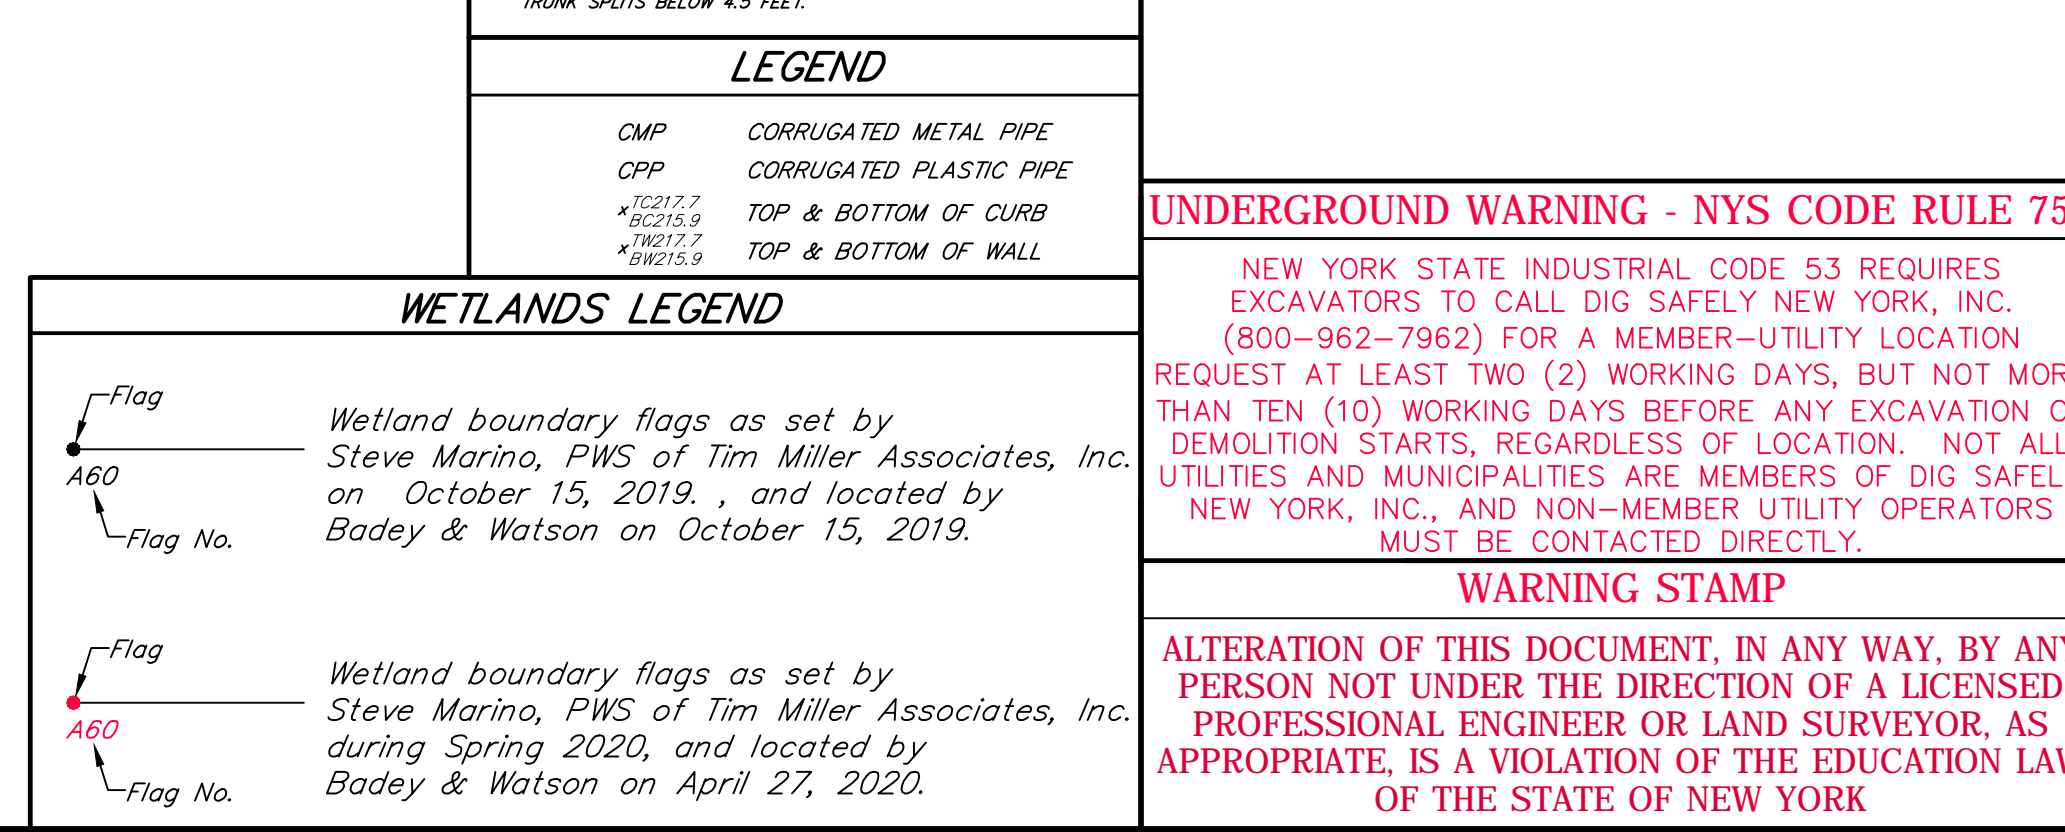 TRUNK SPLITS BELOW 4.5 FEET.
LEGEND
CMP CORRUGATED METAL PIPE
CPP CORRUGATED PLASTIC PIPE
x TC217.7
BC215.9 TOP & BOTTOM OF CURB
x TW217.7
BW215.9 TOP & BOTTOM OF WALL
WETLANDS LEGEND
Flag
A60
Flag No.
Wetland boundary flags as set by
Steve Marino, PWS of Tim Miller Associates, Inc.
on October 15, 2019. , and located by
Badey & Watson on October 15, 2019.
Flag
A60
Flag No.
Wetland boundary flags as set by
Steve Marino, PWS of Tim Miller Associates, Inc.
during Spring 2020, and located by
Badey & Watson on April 27, 2020.
UNDERGROUND WARNING - NYS CODE RULE 75
NEW YORK STATE INDUSTRIAL CODE 53 REQUIRES
EXCAVATORS TO CALL DIG SAFELY NEW YORK, INC.
(800-962-7962) FOR A MEMBER-UTILITY LOCATION
REQUEST AT LEAST TWO (2) WORKING DAYS, BUT NOT MOR
THAN TEN (10) WORKING DAYS BEFORE ANY EXCAVATION O
DEMOLITION STARTS, REGARDLESS OF LOCATION. NOT ALL
UTILITIES AND MUNICIPALITIES ARE MEMBERS OF DIG SAFEL
NEW YORK, INC., AND NON-MEMBER UTILITY OPERATORS
MUST BE CONTACTED DIRECTLY.
WARNING STAMP
ALTERATION OF THIS DOCUMENT, IN ANY WAY, BY ANY
PERSON NOT UNDER THE DIRECTION OF A LICENSED
PROFESSIONAL ENGINEER OR LAND SURVEYOR, AS
APPROPRIATE, IS A VIOLATION OF THE EDUCATION LAW
OF THE STATE OF NEW YORK